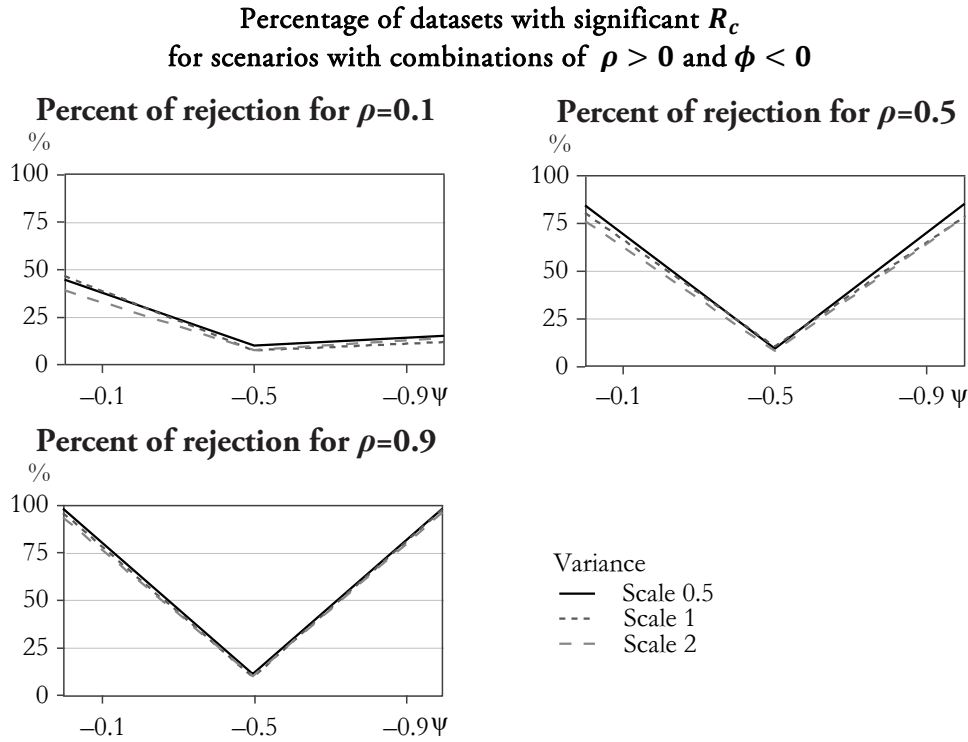 Percentage of datasets with significant R_c
for scenarios with combinations of ρ > 0 and ϕ < 0
Percent of rejection for ρ=0.1
%
100
75
50
25
0
–0.1 –0.5 –0.9 ψ
Percent of rejection for ρ=0.5
%
100
75
50
25
0
–0.1 –0.5 –0.9 ψ
Percent of rejection for ρ=0.9
%
100
75
50
25
0
–0.1 –0.5 –0.9 ψ
Variance
Scale 0.5
Scale 1
Scale 2